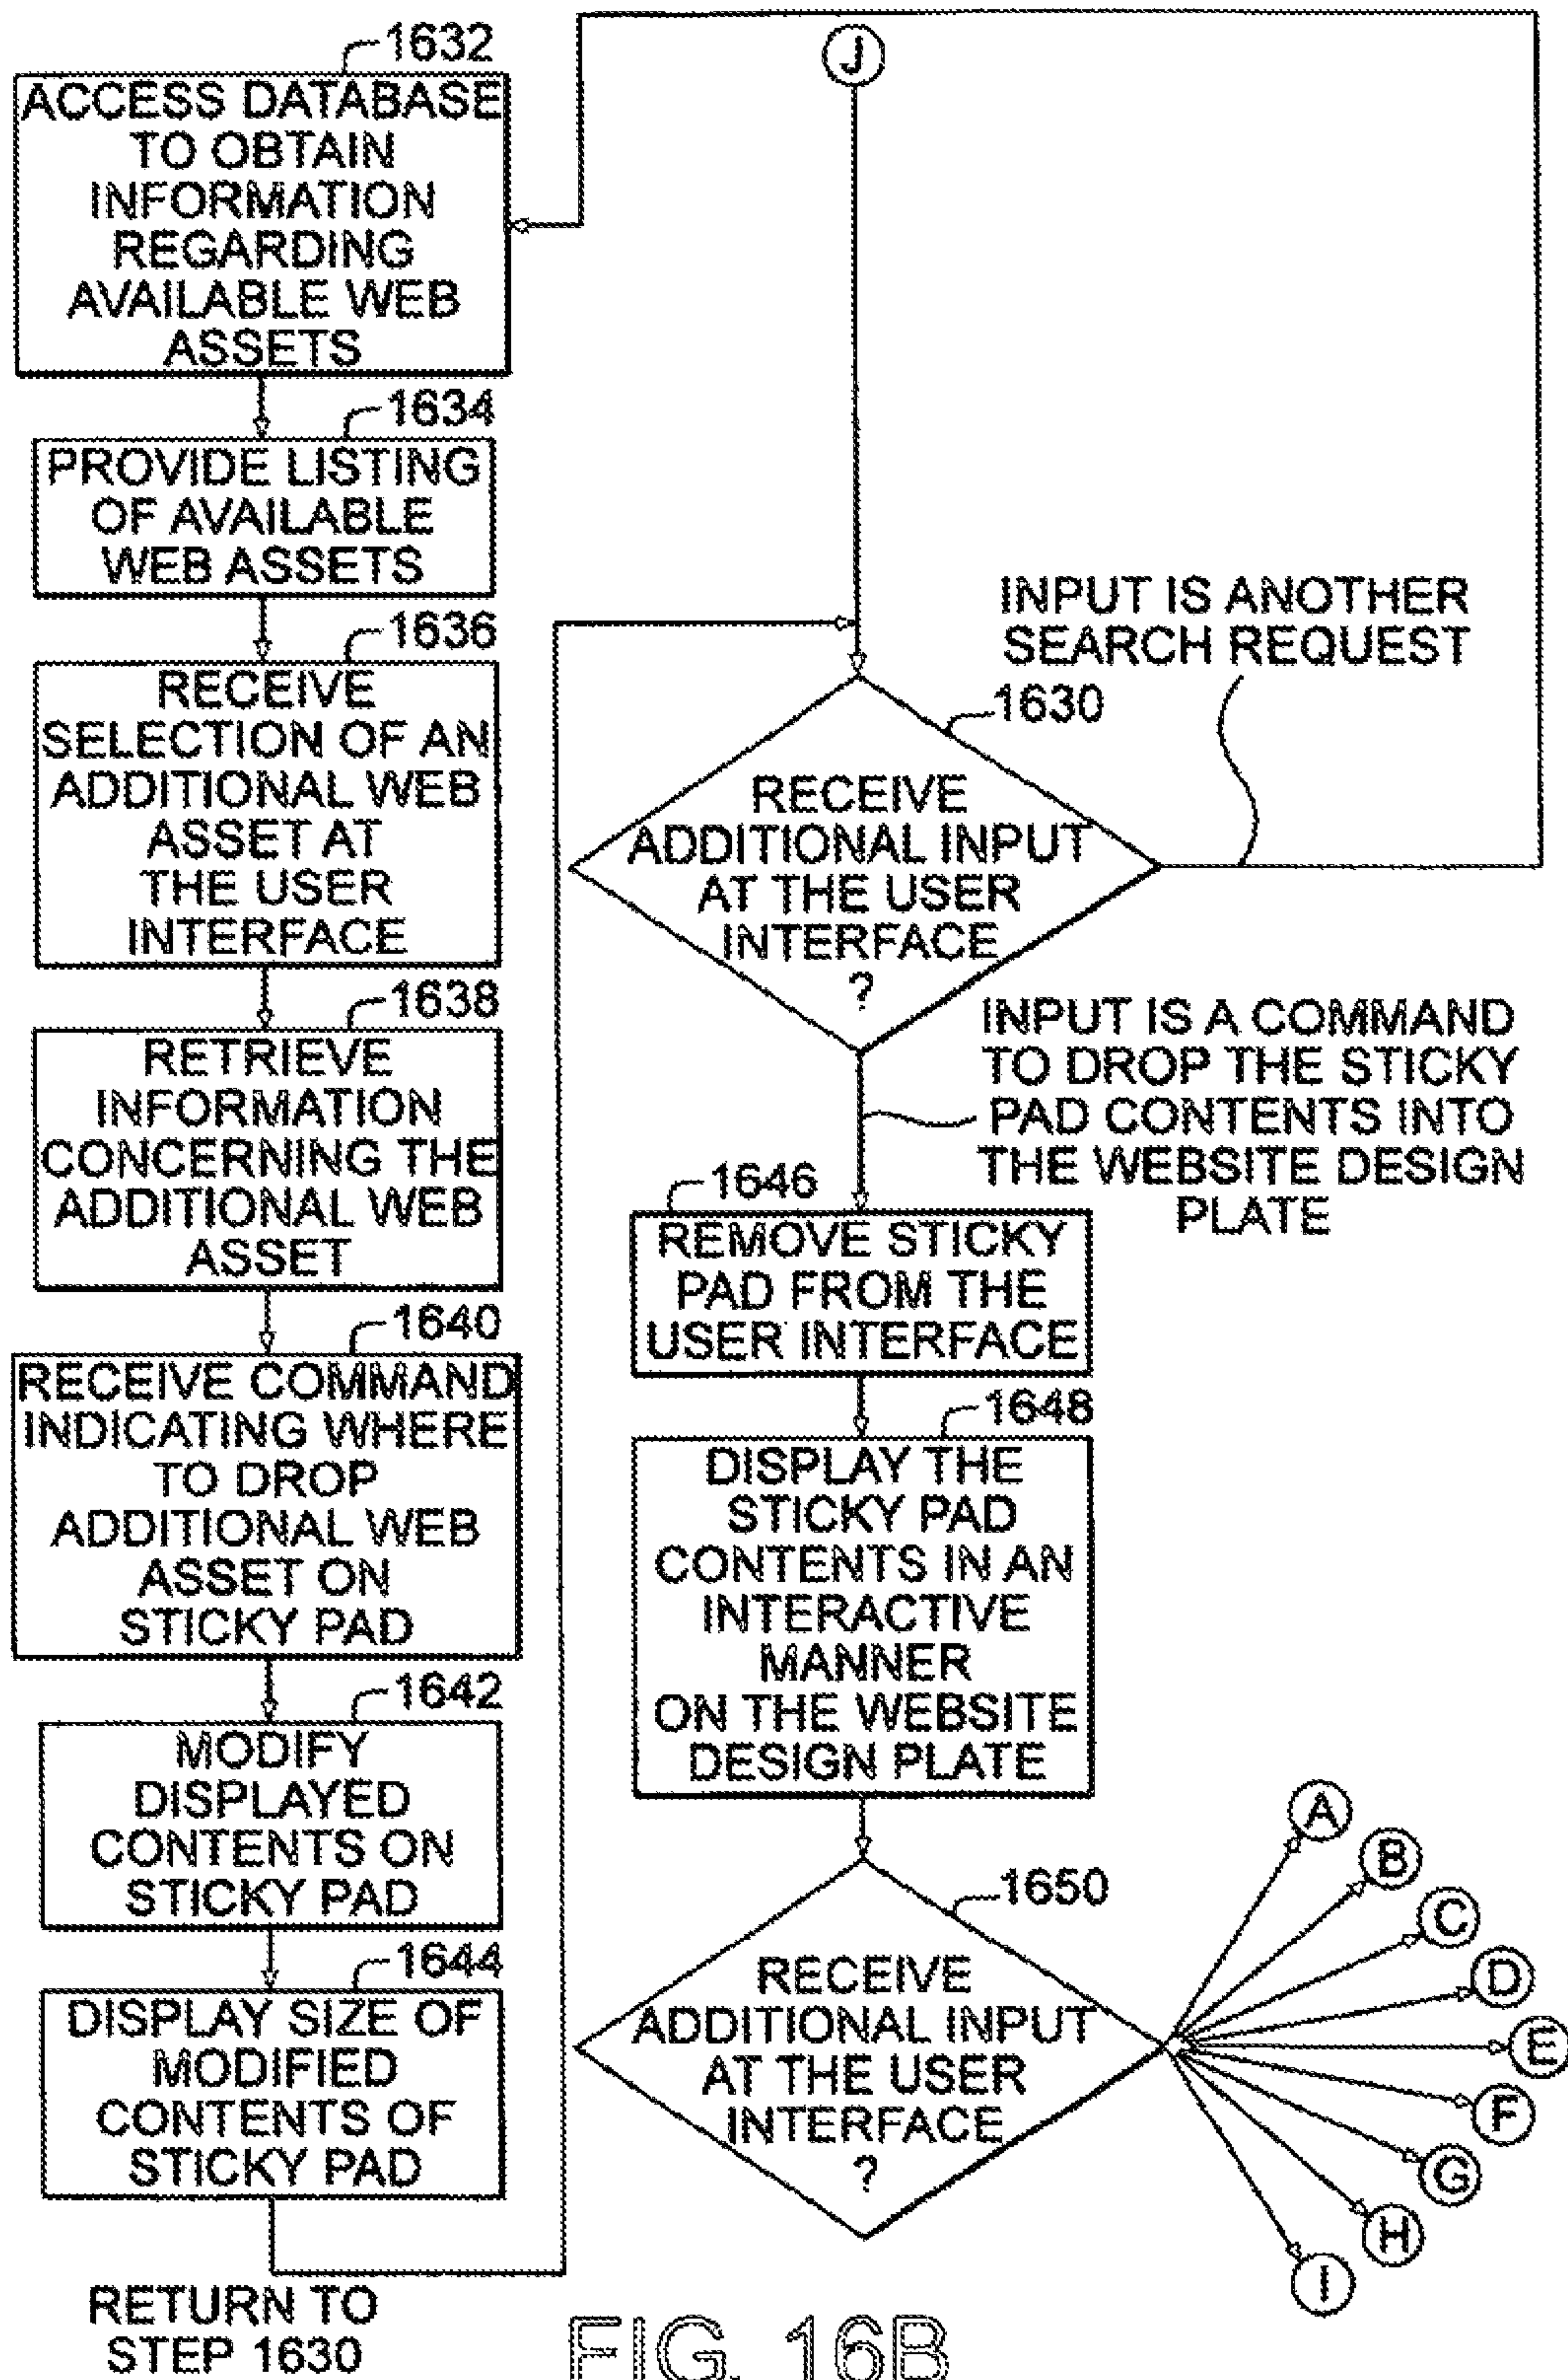 1632
ACCESS DATABASE
TO OBTAIN
INFORMATION
REGARDING
AVAILABLE WEB
ASSETS
1634
PROVIDE LISTING
OF AVAILABLE
WEB ASSETS
1636
RECEIVE
SELECTION OF AN
ADDITIONAL WEB
ASSET AT
THE USER
INTERFACE
1638
RETRIEVE
INFORMATION
CONCERNING THE
ADDITIONAL WEB
ASSET
1640
RECEIVE COMMAND
INDICATING WHERE
TO DROP
ADDITIONAL WEB
ASSET ON
STICKY PAD
1642
MODIFY
DISPLAYED
CONTENTS ON
STICKY PAD
1644
DISPLAY SIZE OF
MODIFIED
CONTENTS OF
STICKY PAD
RETURN TO
STEP 1630
J
INPUT IS ANOTHER
SEARCH REQUEST
1630
RECEIVE
ADDITIONAL INPUT
AT THE USER
INTERFACE
?
INPUT IS A COMMAND
TO DROP THE STICKY
PAD CONTENTS INTO
THE WEBSITE DESIGN
PLATE
1646
REMOVE STICKY
PAD FROM THE
USER INTERFACE
1648
DISPLAY THE
STICKY PAD
CONTENTS IN AN
INTERACTIVE
MANNER
ON THE WEBSITE
DESIGN PLATE
1650
RECEIVE
ADDITIONAL INPUT
AT THE USER
INTERFACE
?
A
B
C
D
E
F
G
H
I
FIG. 16B